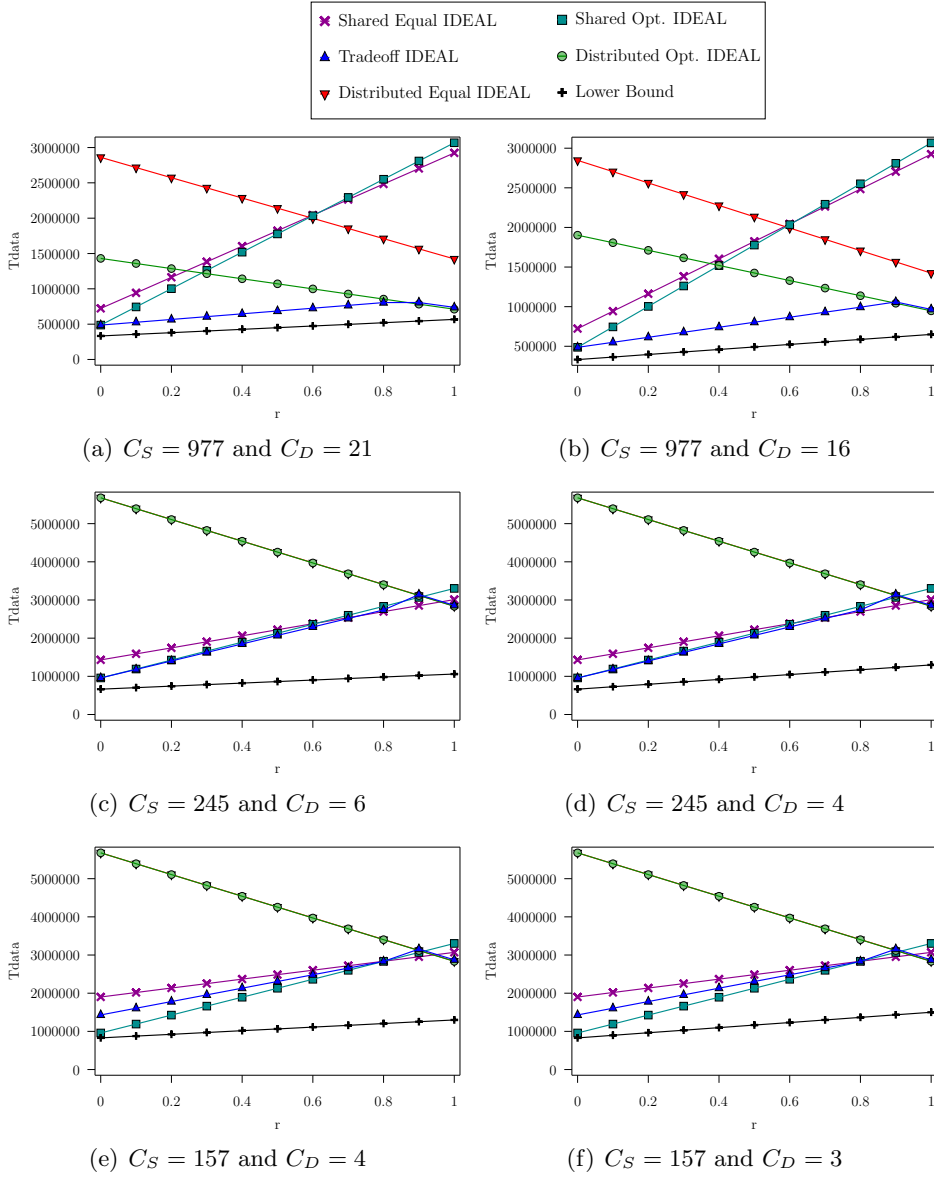 Shared Equal IDEAL
Tradeoff IDEAL
Distributed Equal IDEAL
Shared Opt. IDEAL
Distributed Opt. IDEAL
Lower Bound
3000000
2500000
2000000
1500000
1000000
500000
0
Tdata
0 0.2 0.4 0.6 0.8 1
r
(a) C_S = 977 and C_D = 21
3000000
2500000
2000000
1500000
1000000
500000
Tdata
0 0.2 0.4 0.6 0.8 1
r
(b) C_S = 977 and C_D = 16
5000000
4000000
3000000
2000000
1000000
0
Tdata
0 0.2 0.4 0.6 0.8 1
r
(c) C_S = 245 and C_D = 6
5000000
4000000
3000000
2000000
1000000
0
Tdata
0 0.2 0.4 0.6 0.8 1
r
(d) C_S = 245 and C_D = 4
5000000
4000000
3000000
2000000
1000000
0
Tdata
0 0.2 0.4 0.6 0.8 1
r
(e) C_S = 157 and C_D = 4
5000000
4000000
3000000
2000000
1000000
0
Tdata
0 0.2 0.4 0.6 0.8 1
r
(f) C_S = 157 and C_D = 3